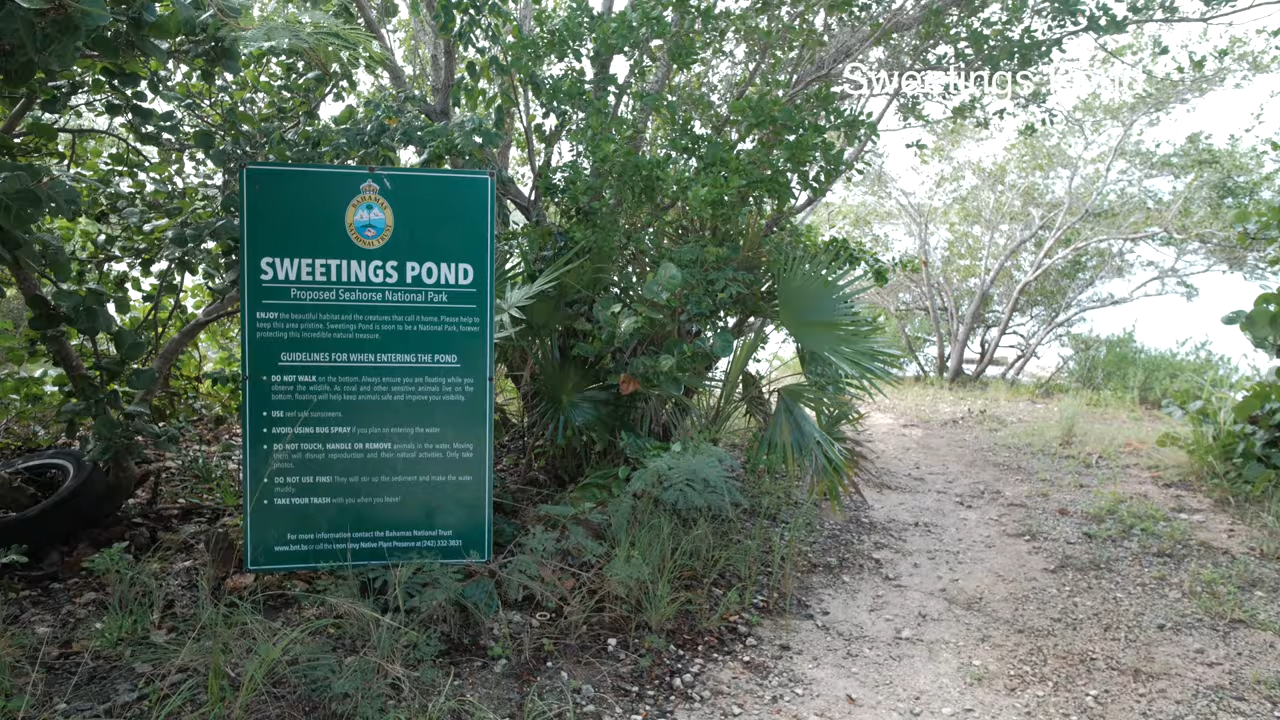 Sweetings Pond
BAHAMAS
NATIONAL TRUST
SWEETINGS POND
Proposed Seahorse National Park
ENJOY the beautiful habitat and the creatures that call it home. Please help to
keep this area pristine. Sweetings Pond is soon to be a National Park, forever
protecting this incredible natural treasure.
GUIDELINES FOR WHEN ENTERING THE POND
• DO NOT WALK on the bottom. Always ensure you are floating while you
observe the wildlife. As coral and other sensitive animals live on the
bottom, floating will help keep animals safe and improve your visibility.
• USE reef safe sunscreens.
• AVOID USING BUG SPRAY if you plan on entering the water
• DO NOT TOUCH, HANDLE OR REMOVE animals in the water. Moving
them will disrupt reproduction and their natural activities. Only take
photos.
• DO NOT USE FINS! They will stir up the sediment and make the water
muddy.
• TAKE YOUR TRASH with you when you leave!
For more information contact the Bahamas National Trust
www.bnt.bs or call the Leon Levy Native Plant Preserve at (242) 332-3831